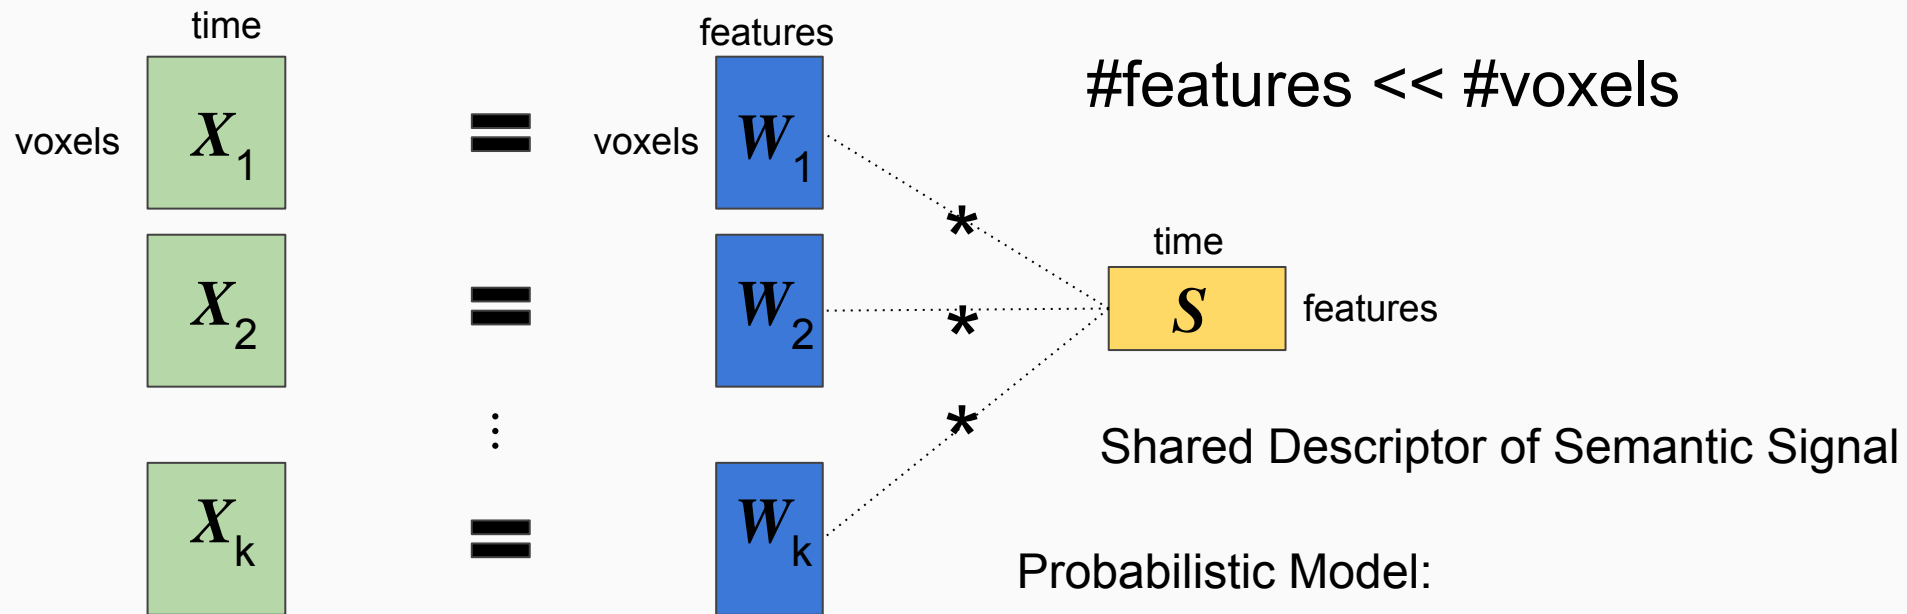 time
features
#features << #voxels
voxels
X1
=
voxels
W1
*
time
X2
=
W2
*
S
features
⋮
*
Shared Descriptor of Semantic Signal
Xk
=
Wk
Probabilistic Model: